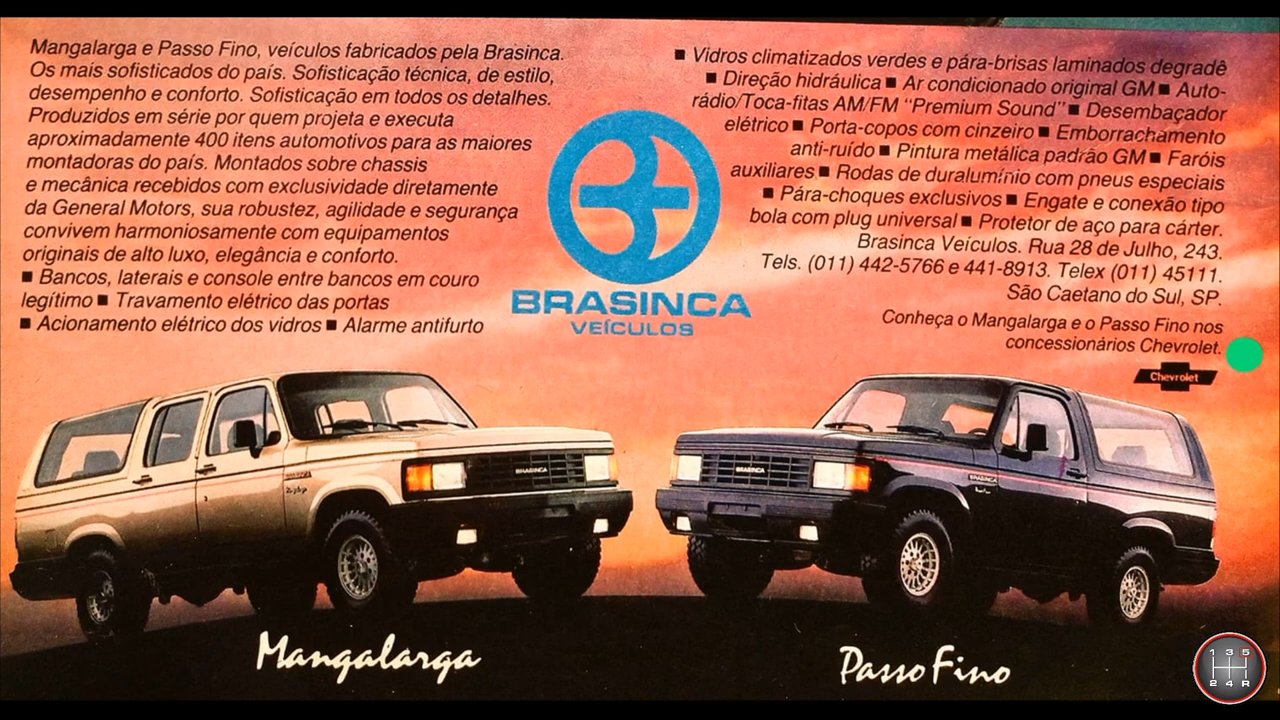 Mangalarga e Passo Fino, veículos fabricados pela Brasinca.
Os mais sofisticados do país. Sofisticação técnica, de estilo,
desempenho e conforto. Sofisticação em todos os detalhes.
Produzidos em série por quem projeta e executa
aproximadamente 400 itens automotivos para as maiores
montadoras do país. Montados sobre chassis
e mecânica recebidos com exclusividade diretamente
da General Motors, sua robustez, agilidade e segurança
convivem harmoniosamente com equipamentos
originais de alto luxo, elegância e conforto.
■ Bancos, laterais e console entre bancos em couro
legítimo ■ Travamento elétrico das portas
■ Acionamento elétrico dos vidros ■ Alarme antifurto
■ Vidros climatizados verdes e pára-brisas laminados degradê
■ Direção hidráulica ■ Ar condicionado original GM ■ Auto-
rádio/Toca-fitas AM/FM "Premium Sound" ■ Desembaçador
elétrico ■ Porta-copos com cinzeiro ■ Emborrachamento
anti-ruído ■ Pintura metálica padrão GM ■ Faróis
auxiliares ■ Rodas de duralumínio com pneus especiais
■ Pára-choques exclusivos ■ Engate e conexão tipo
bola com plug universal ■ Protetor de aço para cárter.
Brasinca Veículos. Rua 28 de Julho, 243.
Tels. (011) 442-5766 e 441-8913. Telex (011) 45111.
São Caetano do Sul, SP.
Conheça o Mangalarga e o Passo Fino nos
concessionários Chevrolet.
Chevrolet
BRASINCA
VEÍCULOS
BRASINCA
BRASINCA
BRASINCA
BRASINCA
Mangalarga
Passo Fino
1 3 5
2 4 R